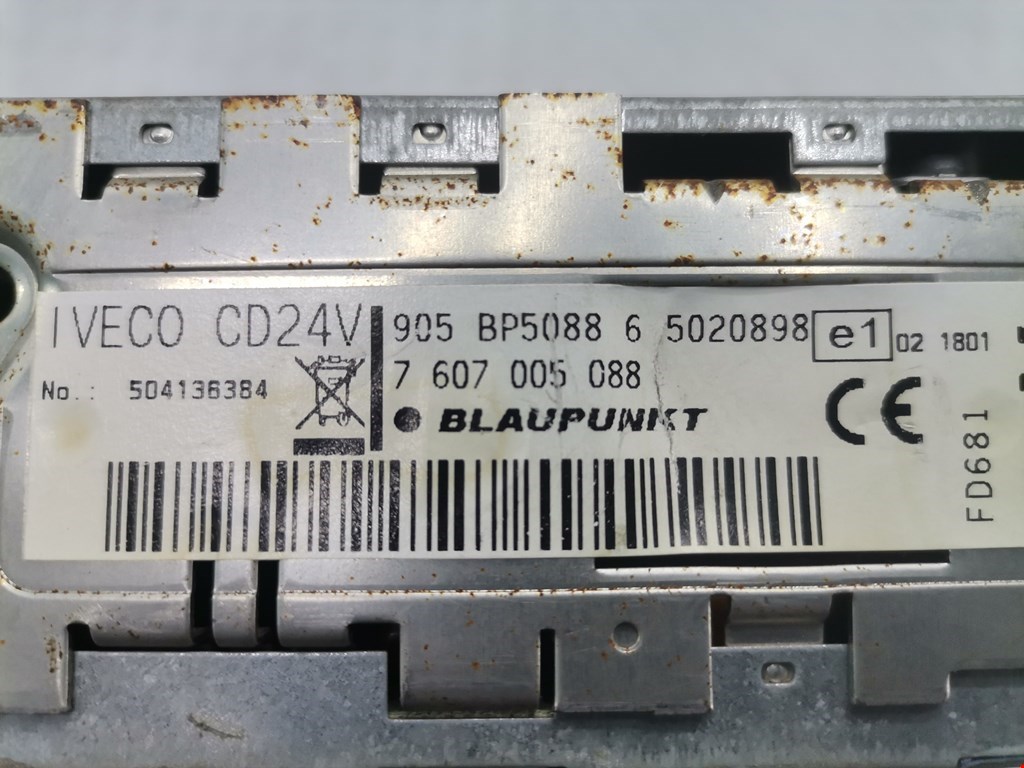 IVECO CD24V
No.: 504136384
905 BP5088 6 5020898
7 607 005 088
BLAUPUNKT
e1 02 1801
CE
FD681